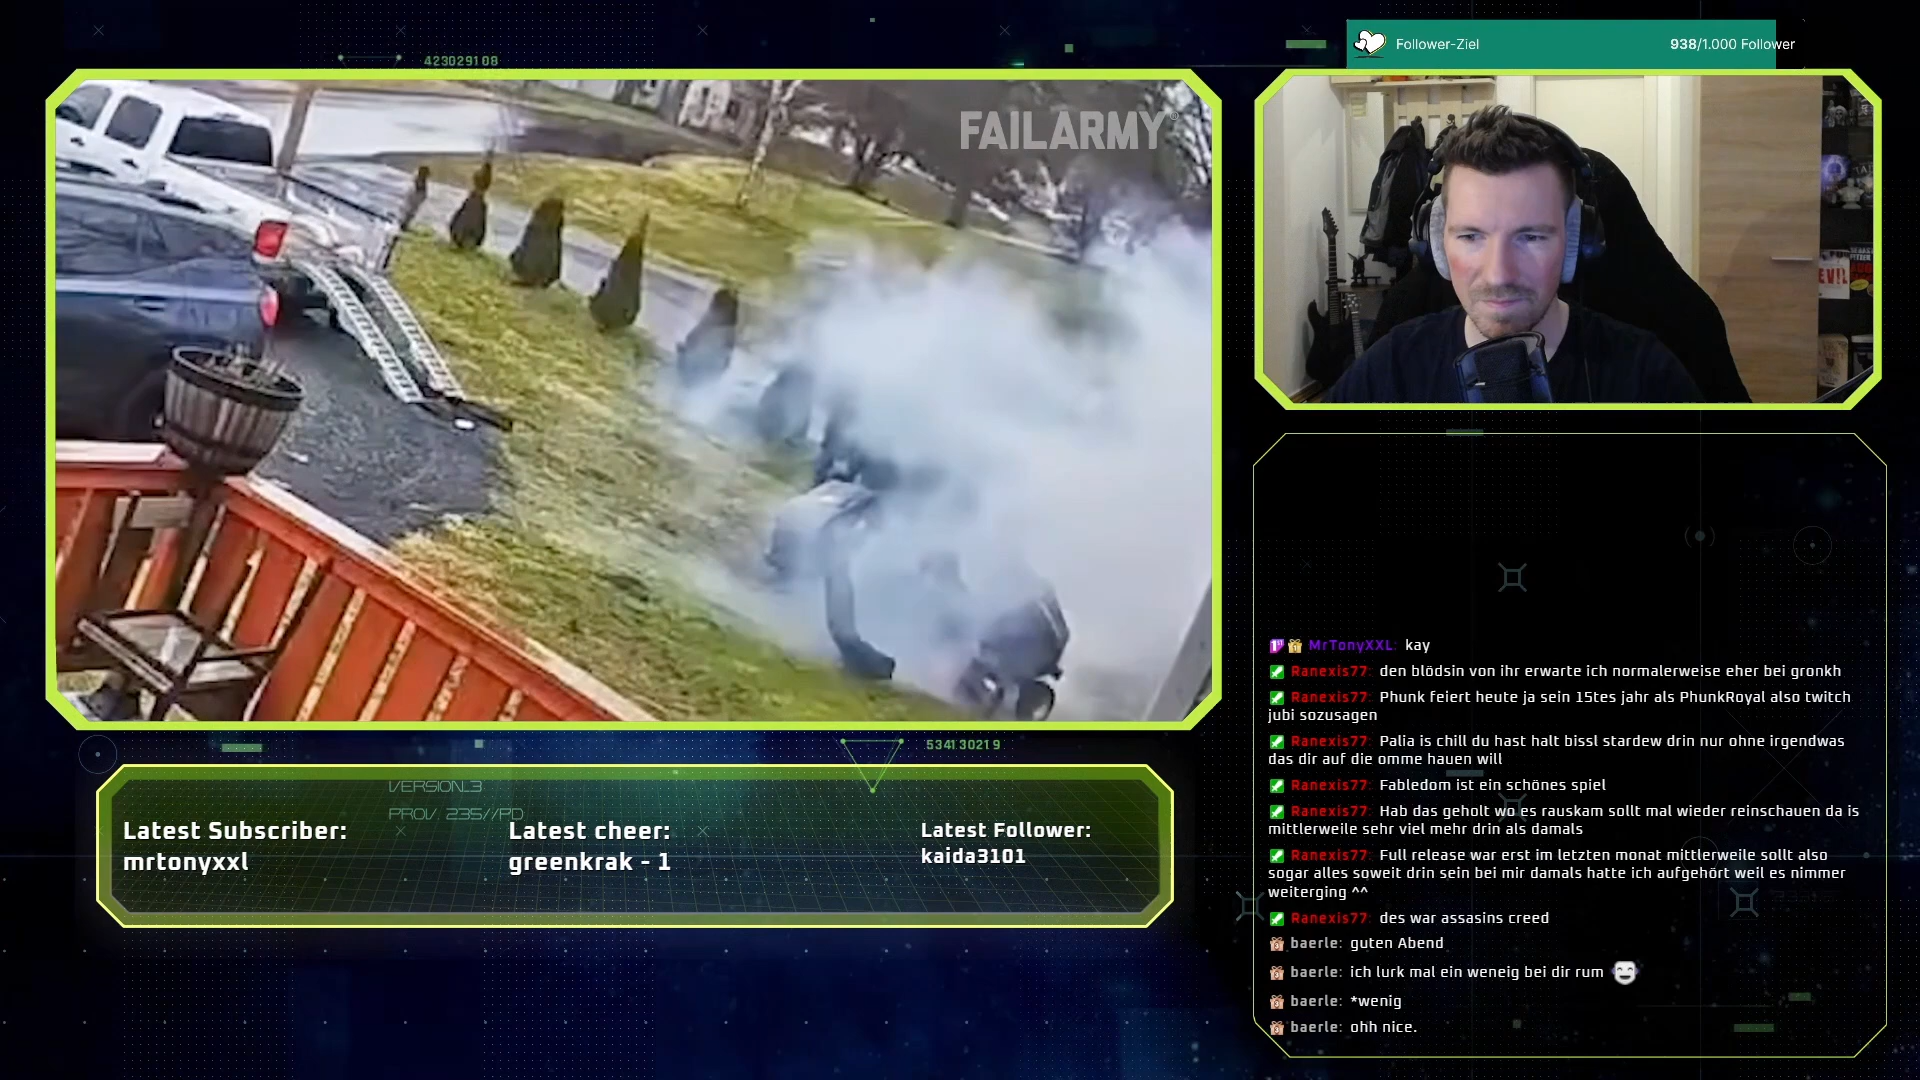 4230291 08
Follower-Ziel
938/1.000 Follower
FAILARMY®
EVIL
5341 3021 9
VERSION_3
PROV 235//PD
Latest Subscriber:
mrtonyxxl
Latest cheer:
greenkrak - 1
Latest Follower:
kaida3101
MrTonyXXL: kay
Ranexis77: den blödsin von ihr erwarte ich normalerweise eher bei gronkh
Ranexis77: Phunk feiert heute ja sein 15tes jahr als PhunkRoyal also twitch
jubi sozusagen
Ranexis77: Palia is chill du hast halt bissl stardew drin nur ohne irgendwas
das dir auf die omme hauen will
Ranexis77: Fabledom ist ein schönes spiel
Ranexis77: Hab das geholt wo es rauskam sollt mal wieder reinschauen da is
mittlerweile sehr viel mehr drin als damals
Ranexis77: Full release war erst im letzten monat mittlerweile sollt also
sogar alles soweit drin sein bei mir damals hatte ich aufgehört weil es nimmer
weiterging ^^
Ranexis77: des war assasins creed
baerle: guten Abend
baerle: ich lurk mal ein weneig bei dir rum
baerle: *wenig
baerle: ohh nice.